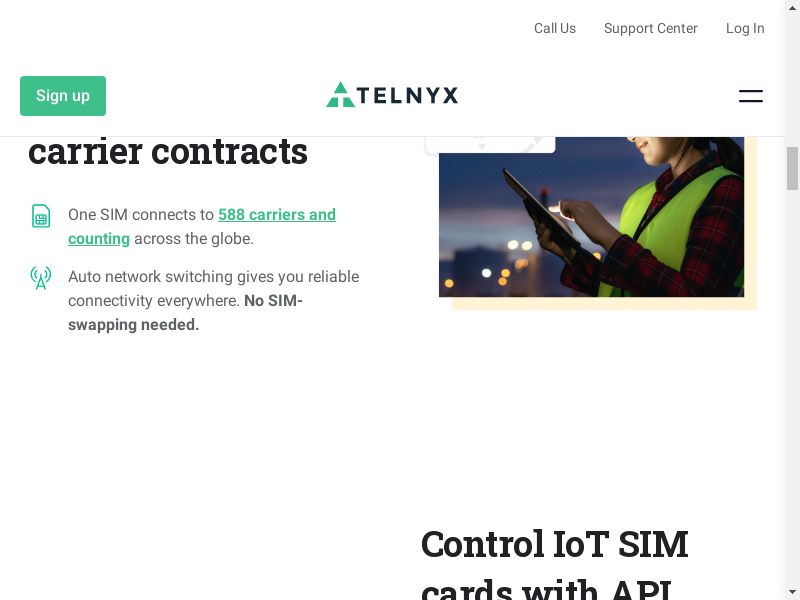 Call Us Support Center Log In
Sign up
TELNYX
carrier contracts
One SIM connects to 588 carriers and
counting across the globe.
Auto network switching gives you reliable
connectivity everywhere. No SIM-
swapping needed.
Control IoT SIM
cards with API